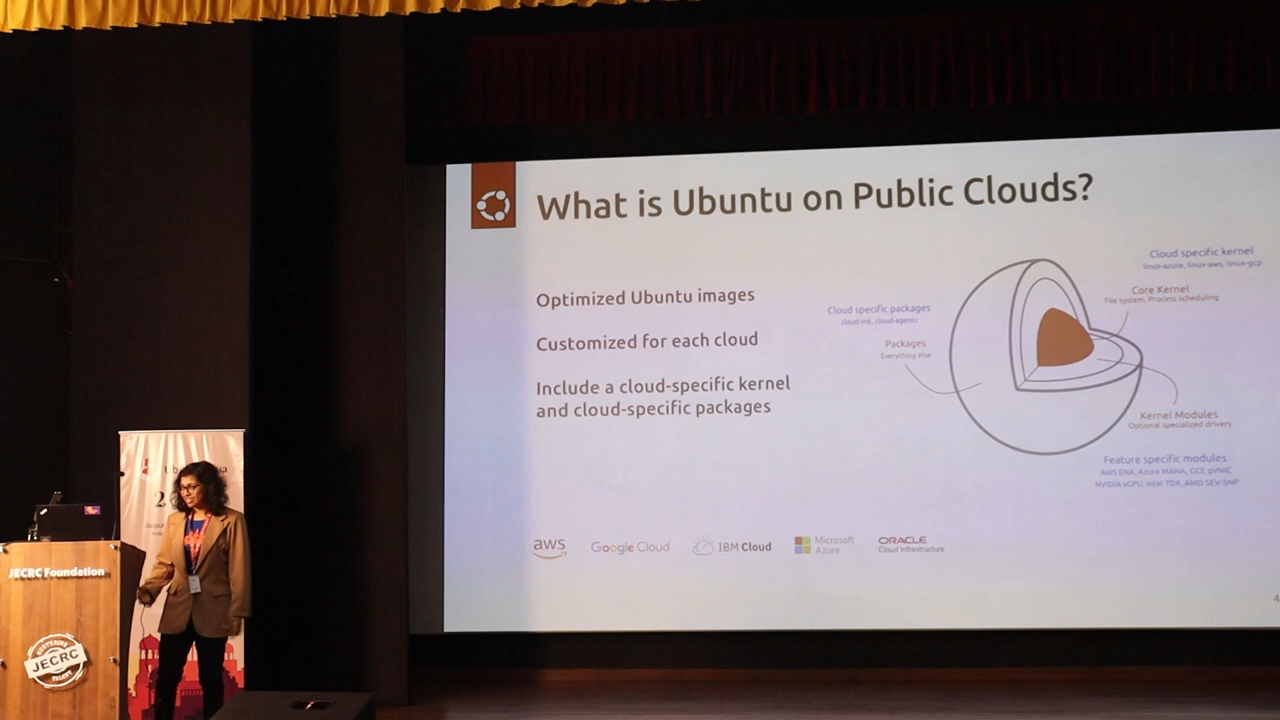 What is Ubuntu on Public Clouds?
Optimized Ubuntu images
Customized for each cloud
Include a cloud-specific kernel
and cloud-specific packages
Cloud specific packages
cloud-init, cloud-agents
Packages
Everything else
Cloud specific kernel
linux-azure, linux-aws, linux-gcp
Core Kernel
File system, Process scheduling
Kernel Modules
Optional specialized drivers
Feature specific modules
AWS ENA, Azure MANA, GCE gVNIC
NVIDIA vGPU, Intel TDX, AMD SEV-SNP
aws
Google Cloud
IBM Cloud
Microsoft
Azure
ORACLE
Cloud Infrastructure
4
JECRC Foundation
JECRC